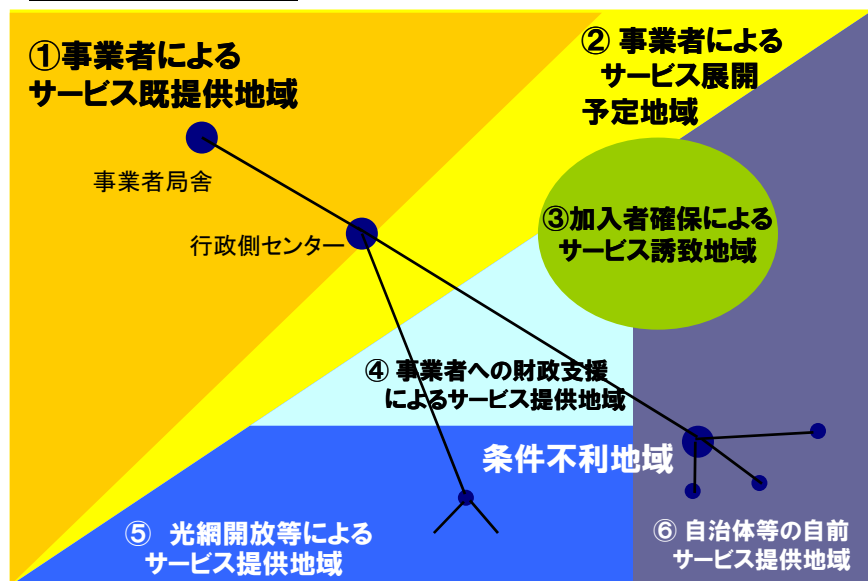 ①事業者による
サービス既提供地域
② 事業者による
サービス展開
予定地域
事業者局舎
行政側センター
③加入者確保による
サービス誘致地域
④ 事業者への財政支援
によるサービス提供地域
条件不利地域
⑤ 光網開放等による
サービス提供地域
⑥ 自治体等の自前
サービス提供地域